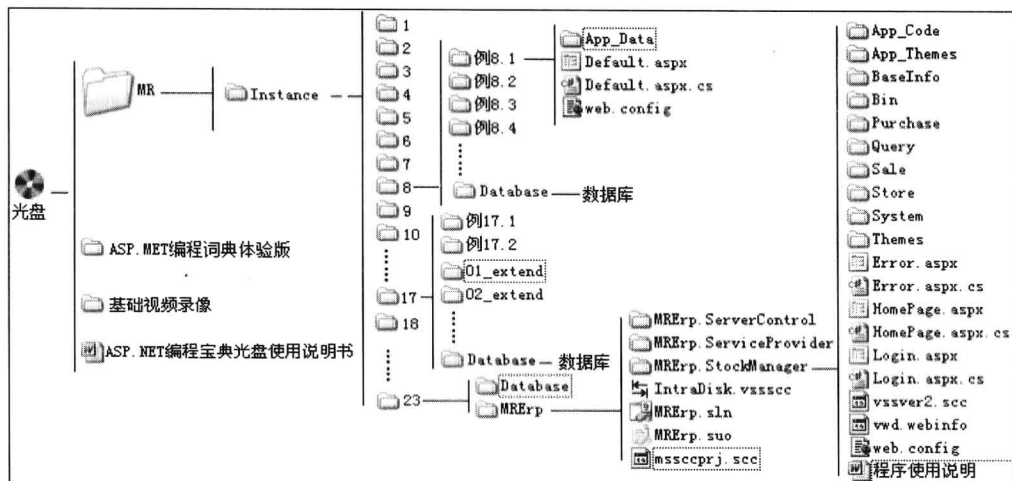 光盘
MR
ASP.MET编程词典体验版
基础视频录像
ASP.NET编程宝典光盘使用说明书
Instance
1
2
3
4
5
6
7
8
9
10
17
18
23
例8.1
例8.2
例8.3
例8.4
Database
数据库
例17.1
例17.2
01_extend
02_extend
Database
数据库
Database
MRErp
App_Data
Default.aspx
Default.aspx.cs
web.config
MRErp.ServerControl
MRErp.ServiceProvider
MRErp.StockManager
IntraDisk.vssscc
MRErp.sln
MRErp.suo
mssccprj.scc
App_Code
App_Themes
BaseInfo
Bin
Purchase
Query
Sale
Store
System
Themes
Error.aspx
Error.aspx.cs
HomePage.aspx
HomePage.aspx.cs
Login.aspx
Login.aspx.cs
vssver2.scc
vwd.webinfo
web.config
程序使用说明